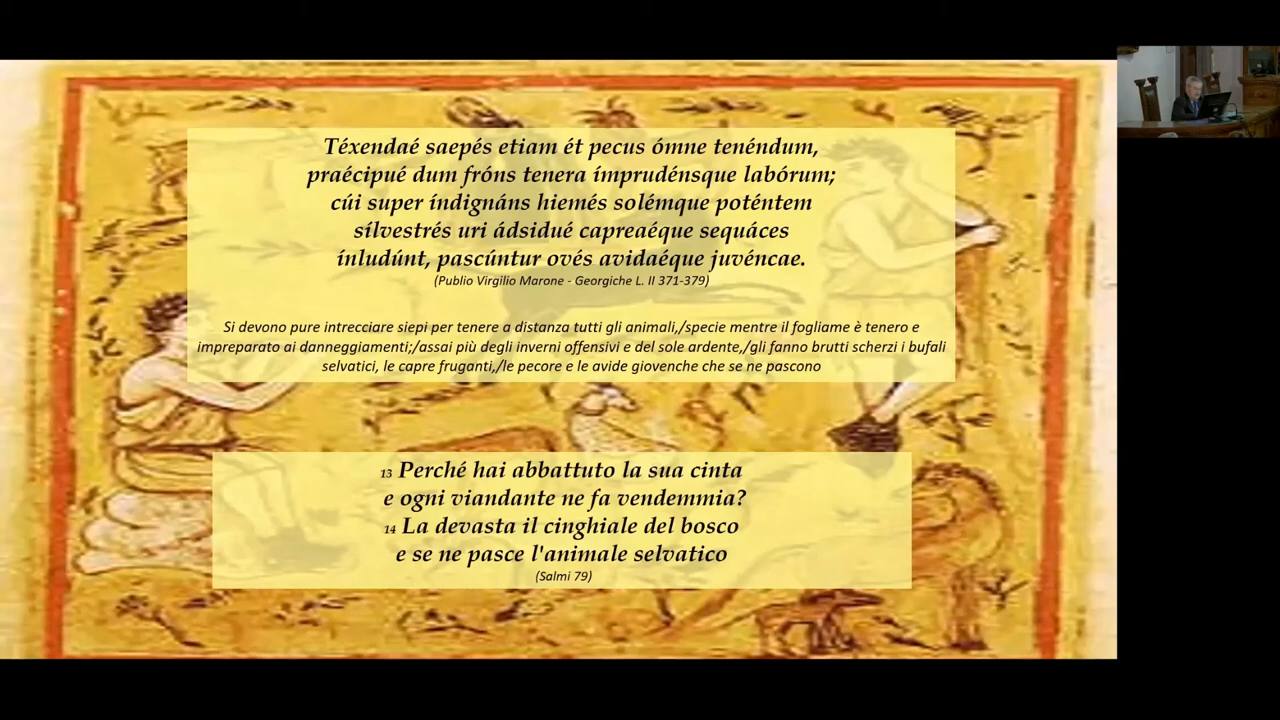 Téxendaé saepés etiam ét pecus ómne tenéndum,
praécipué dum fróns tenera ímprudénsque labórum;
cúi super índignáns hiemés solémque poténtem
sílvestrés uri ádsidué capreaéque sequáces
ínludúnt, pascúntur ovés avidaéque juvéncae.
(Publio Virgilio Marone - Georgiche L. II 371-379)
Si devono pure intrecciare siepi per tenere a distanza tutti gli animali,/specie mentre il fogliame è tenero e
impreparato ai danneggiamenti;/assai più degli inverni offensivi e del sole ardente,/gli fanno brutti scherzi i bufali
selvatici, le capre fruganti,/le pecore e le avide giovenche che se ne pascono
13 Perché hai abbattuto la sua cinta
e ogni viandante ne fa vendemmia?
14 La devasta il cinghiale del bosco
e se ne pasce l'animale selvatico
(Salmi 79)